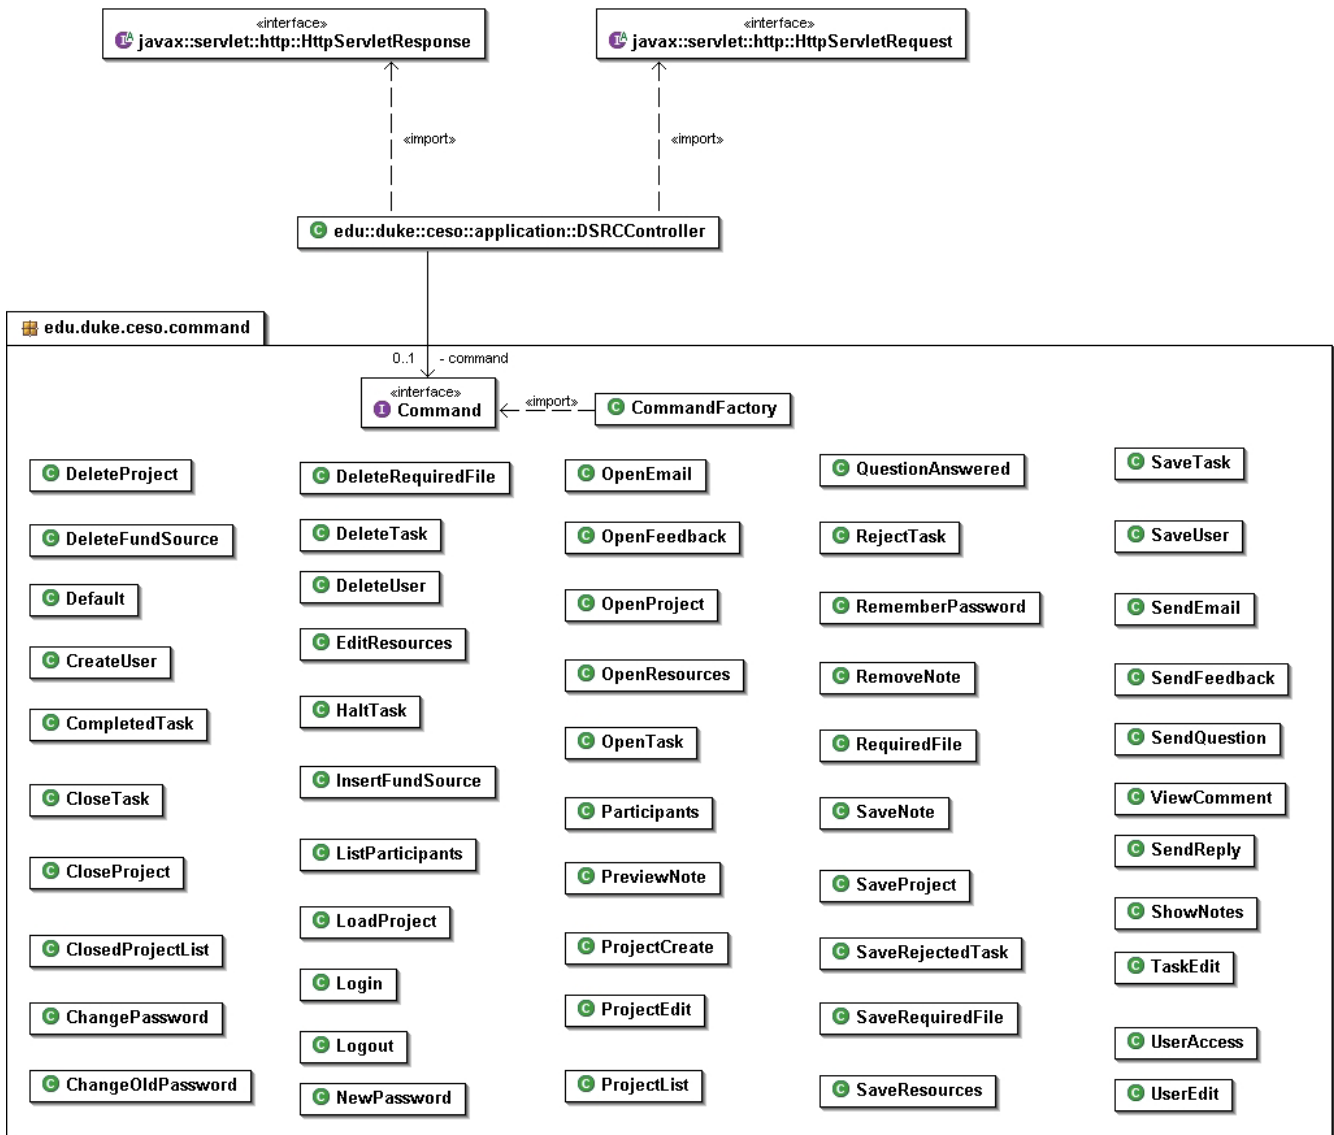 «interface»
javax::servlet::http::HttpServletResponse
«interface»
javax::servlet::http::HttpServletRequest
«import»
«import»
edu::duke::ceso::application::DSRCController
edu.duke.ceso.command
0..1 - command
«interface»
Command
«import»
CommandFactory
DeleteProject
DeleteFundSource
Default
CreateUser
CompletedTask
CloseTask
CloseProject
ClosedProjectList
ChangePassword
ChangeOldPassword
DeleteRequiredFile
DeleteTask
DeleteUser
EditResources
HaltTask
InsertFundSource
ListParticipants
LoadProject
Login
Logout
NewPassword
OpenEmail
OpenFeedback
OpenProject
OpenResources
OpenTask
Participants
PreviewNote
ProjectCreate
ProjectEdit
ProjectList
QuestionAnswered
RejectTask
RememberPassword
RemoveNote
RequiredFile
SaveNote
SaveProject
SaveRejectedTask
SaveRequiredFile
SaveResources
SaveTask
SaveUser
SendEmail
SendFeedback
SendQuestion
ViewComment
SendReply
ShowNotes
TaskEdit
UserAccess
UserEdit